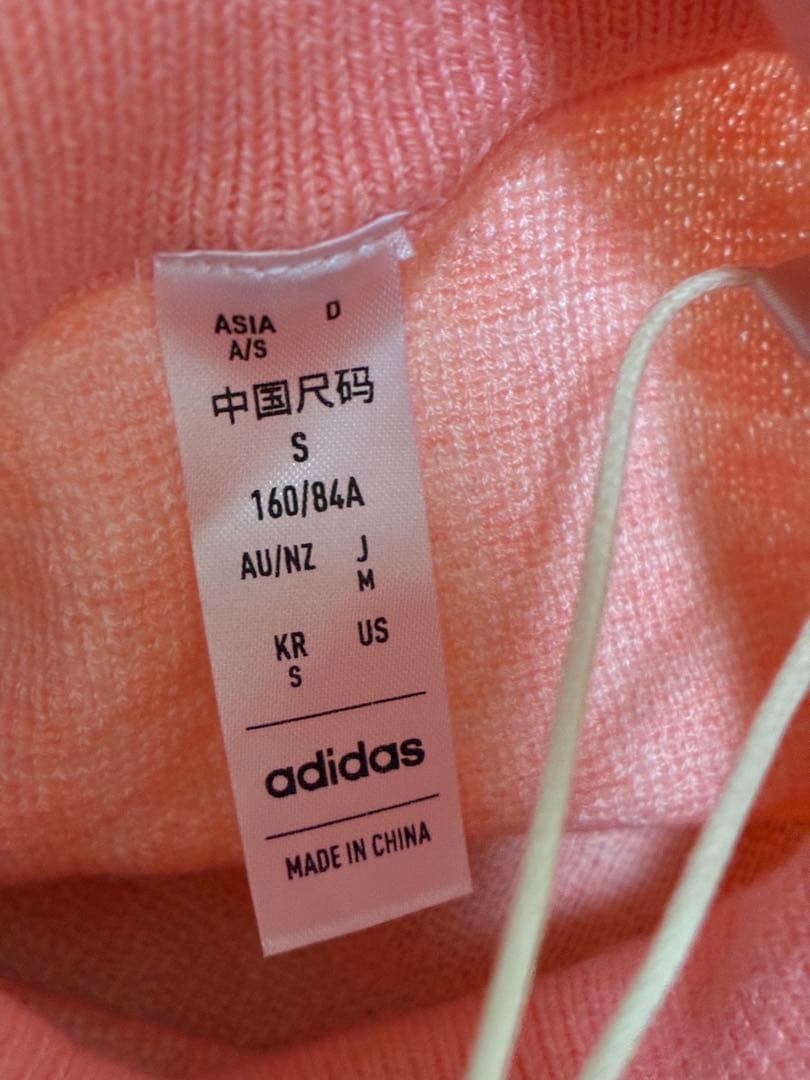 ASIA D
A/S
中国尺码
S
160/84A
AU/NZ J
M
KR US
S
adidas
MADE IN CHINA